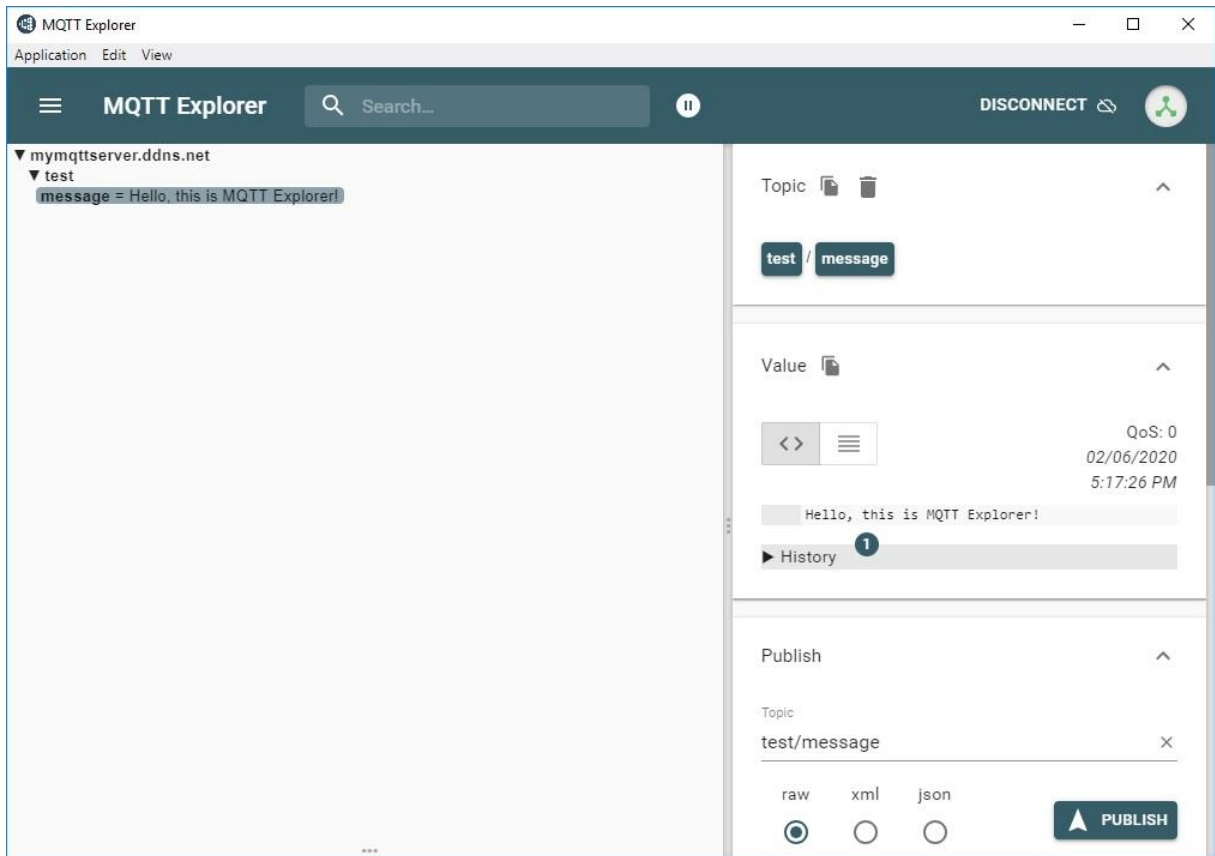 MQTT Explorer
Application Edit View
MQTT Explorer
Search...
DISCONNECT
▼ mymqttserver.ddns.net
▼ test
message = Hello, this is MQTT Explorer!
Topic
test / message
Value
QoS: 0
02/06/2020
5:17:26 PM
Hello, this is MQTT Explorer!
▶ History 1
Publish
Topic
test/message
raw xml json
PUBLISH